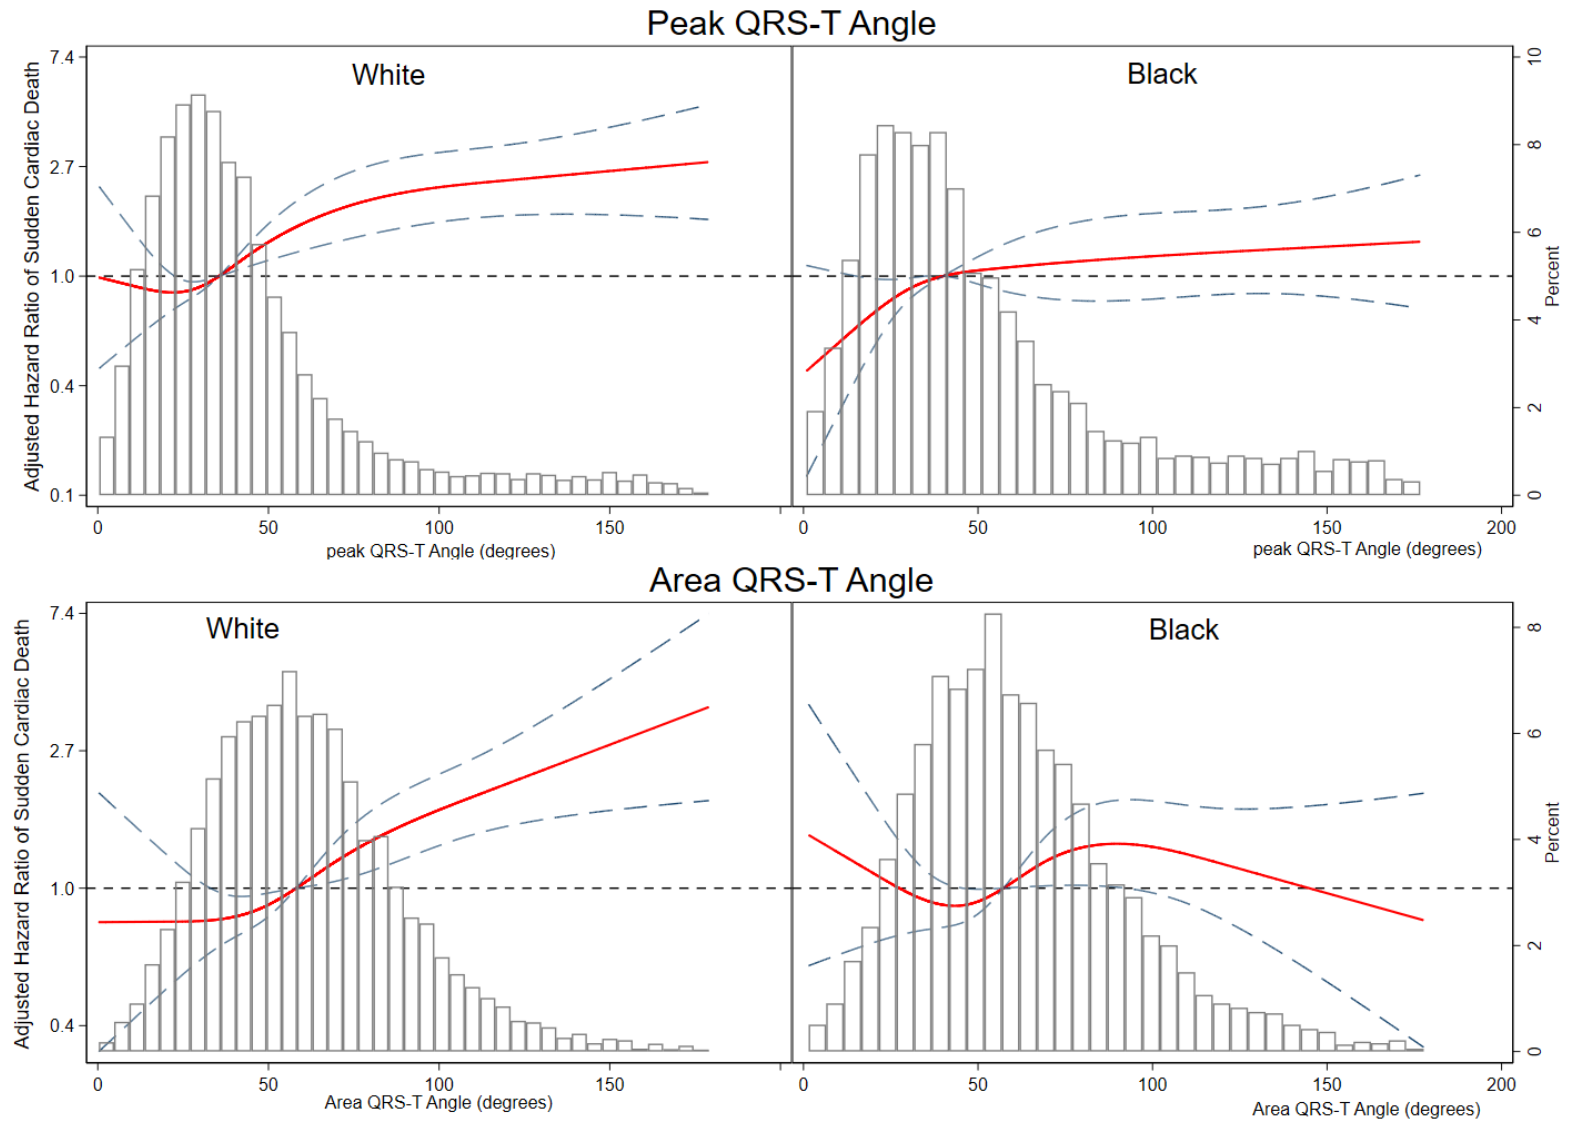 Peak QRS-T Angle
White
Black
Adjusted Hazard Ratio of Sudden Cardiac Death
7.4
2.7
1.0
0.4
0.1
10
8
6
4
2
0
Percent
0 50 100 150
0 50 100 150 200
peak QRS-T Angle (degrees)
peak QRS-T Angle (degrees)
Area QRS-T Angle
White
Black
Adjusted Hazard Ratio of Sudden Cardiac Death
7.4
2.7
1.0
0.4
8
6
4
2
0
Percent
0 50 100 150
0 50 100 150 200
Area QRS-T Angle (degrees)
Area QRS-T Angle (degrees)